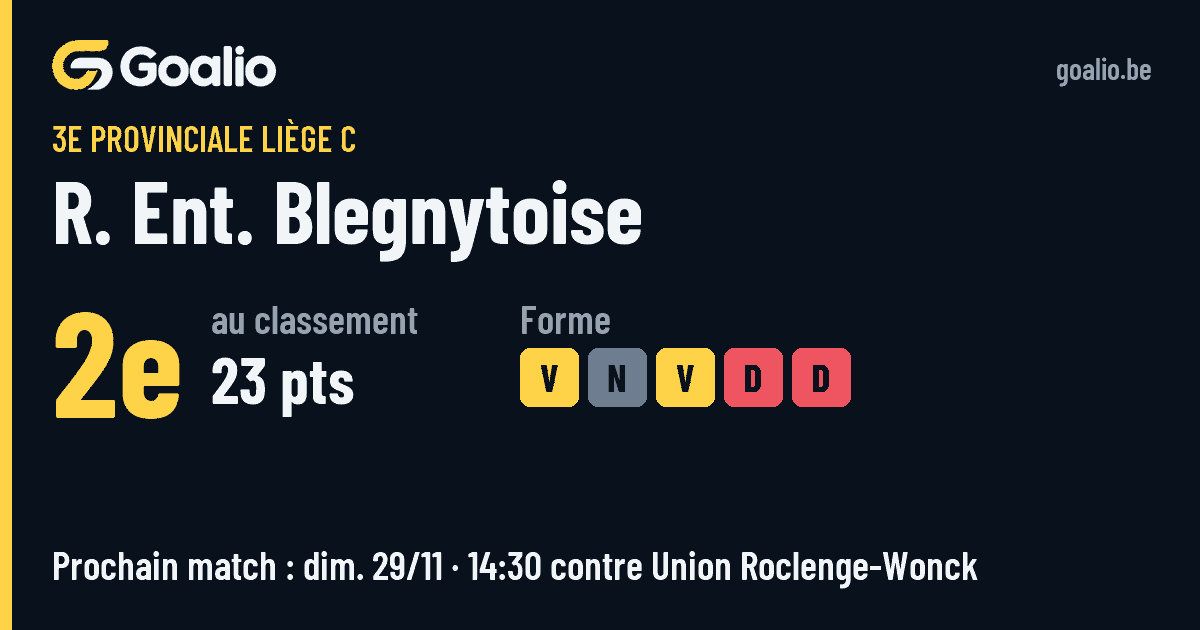 Goalio
goalio.be
3E PROVINCIALE LIÈGE C
R. Ent. Blegnytoise
2e
au classement
23 pts
Forme
V N V D D
Prochain match : dim. 29/11 · 14:30 contre Union Roclenge-Wonck